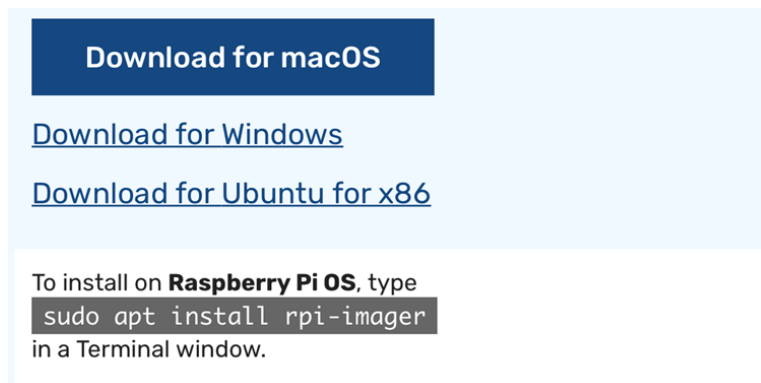 Download for macOS
Download for Windows
Download for Ubuntu for x86
To install on Raspberry Pi OS, type
sudo apt install rpi-imager
in a Terminal window.